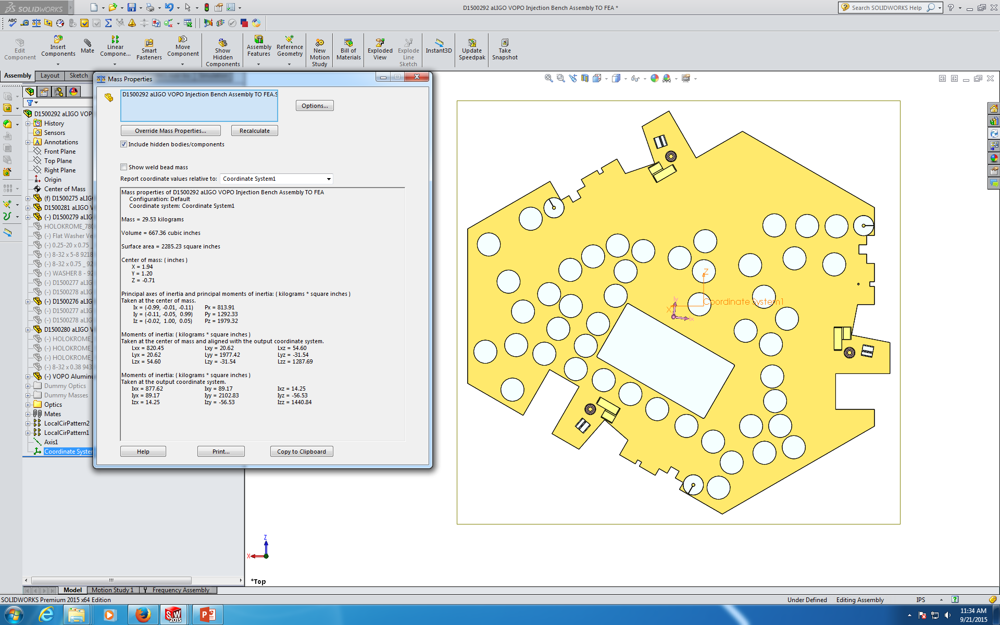 SOLIDWORKS
D1500292 aLIGO VOPO Injection Bench Assembly TO FEA *
Search SOLIDWORKS Help
Edit Component
Insert Components
Mate
Linear Compone...
Smart Fasteners
Move Component
Show Hidden Components
Assembly Features
Reference Geometry
New Motion Study
Bill of Materials
Exploded View
Explode Line Sketch
Instant3D
Update Speedpak
Take Snapshot
Assembly
Layout
Sketch
Mass Properties
D1500292 aLIGO VOPO Injection Bench Assembly TO FEA.S
Options...
Override Mass Properties...
Recalculate
Include hidden bodies/components
Show weld bead mass
Report coordinate values relative to: Coordinate System1
Mass properties of D1500292 aLIGO VOPO Injection Bench Assembly TO FEA
Configuration: Default
Coordinate system: Coordinate System1
Mass = 29.53 kilograms
Volume = 667.36 cubic inches
Surface area = 2285.23 square inches
Center of mass: ( inches )
X = 1.94
Y = 1.20
Z = -0.71
Principal axes of inertia and principal moments of inertia: ( kilograms * square inches )
Taken at the center of mass.
Ix = (-0.99, -0.01, -0.11) Px = 813.91
Iy = (-0.11, -0.05, 0.99) Py = 1292.33
Iz = (-0.02, 1.00, 0.05) Pz = 1979.32
Moments of inertia: ( kilograms * square inches )
Taken at the center of mass and aligned with the output coordinate system.
Lxx = 820.45 Lxy = 20.62 Lxz = 54.60
Lyx = 20.62 Lyy = 1977.42 Lyz = -31.54
Lzx = 54.60 Lzy = -31.54 Lzz = 1287.69
Moments of inertia: ( kilograms * square inches )
Taken at the output coordinate system.
Ixx = 877.62 Ixy = 89.17 Ixz = 14.25
Iyx = 89.17 Iyy = 2102.83 Iyz = -56.53
Izx = 14.25 Izy = -56.53 Izz = 1440.84
Help
Print...
Copy to Clipboard
D1500292 aLIGO VOP
History
Sensors
Annotations
Front Plane
Top Plane
Right Plane
Origin
Center of Mass
(f) D1500275 aLIG
D1500281 aLIGO V
(-) D1500279 aLIG
HOLOKROME_780
(-) Flat Washer Ve
(-) 0.25-20 x 0.75 _
(-) 8-32 x 5-8 9218
(-) 8-32 x 0.75 _ 92
(-) WASHER 8 - 92
(-) D1500277 aLIG
(-) D1500278 aLIG
(-) D1500276 aLIG
(-) D1500277 aLIG
(-) D1500278 aLIG
D1500280 aLIGO V
(-) HOLOKROME_
(-) HOLOKROME_
(-) HOLOKROME_
(-) 8-32 x 0.38 943
(-) VOPO Aluminu
Dummy Optics
Dummy Masses
Optics
Mates
LocalCirPattern2
LocalCirPattern1
Axis1
Coordinate System
Z
Coordinate System1
X
Iy
Ix
Z
X
*Top
Model
Motion Study 1
Frequency Assembly
SOLIDWORKS Premium 2015 x64 Edition
Under Defined
Editing Assembly
IPS
11:34 AM
9/21/2015